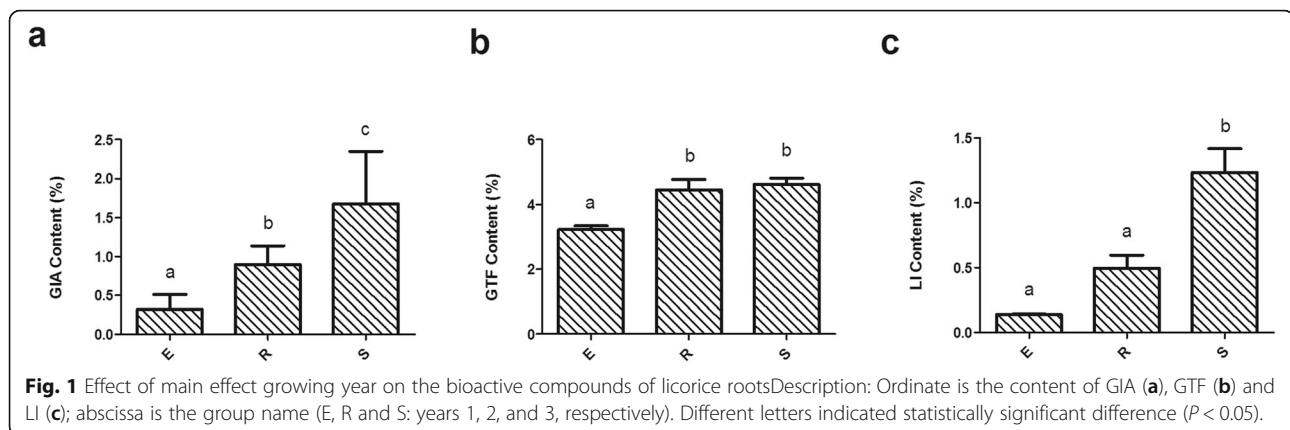 a
b
c
GIA Content (%)
2.5
2.0
1.5
1.0
0.5
0.0
a
b
c
E
R
S
GTF Content (%)
6
4
2
0
a
b
b
E
R
S
LI Content (%)
1.5
1.0
0.5
0.0
a
a
b
E
R
S
Fig. 1 Effect of main effect growing year on the bioactive compounds of licorice rootsDescription: Ordinate is the content of GIA (a), GTF (b) and
LI (c); abscissa is the group name (E, R and S: years 1, 2, and 3, respectively). Different letters indicated statistically significant difference (P < 0.05).